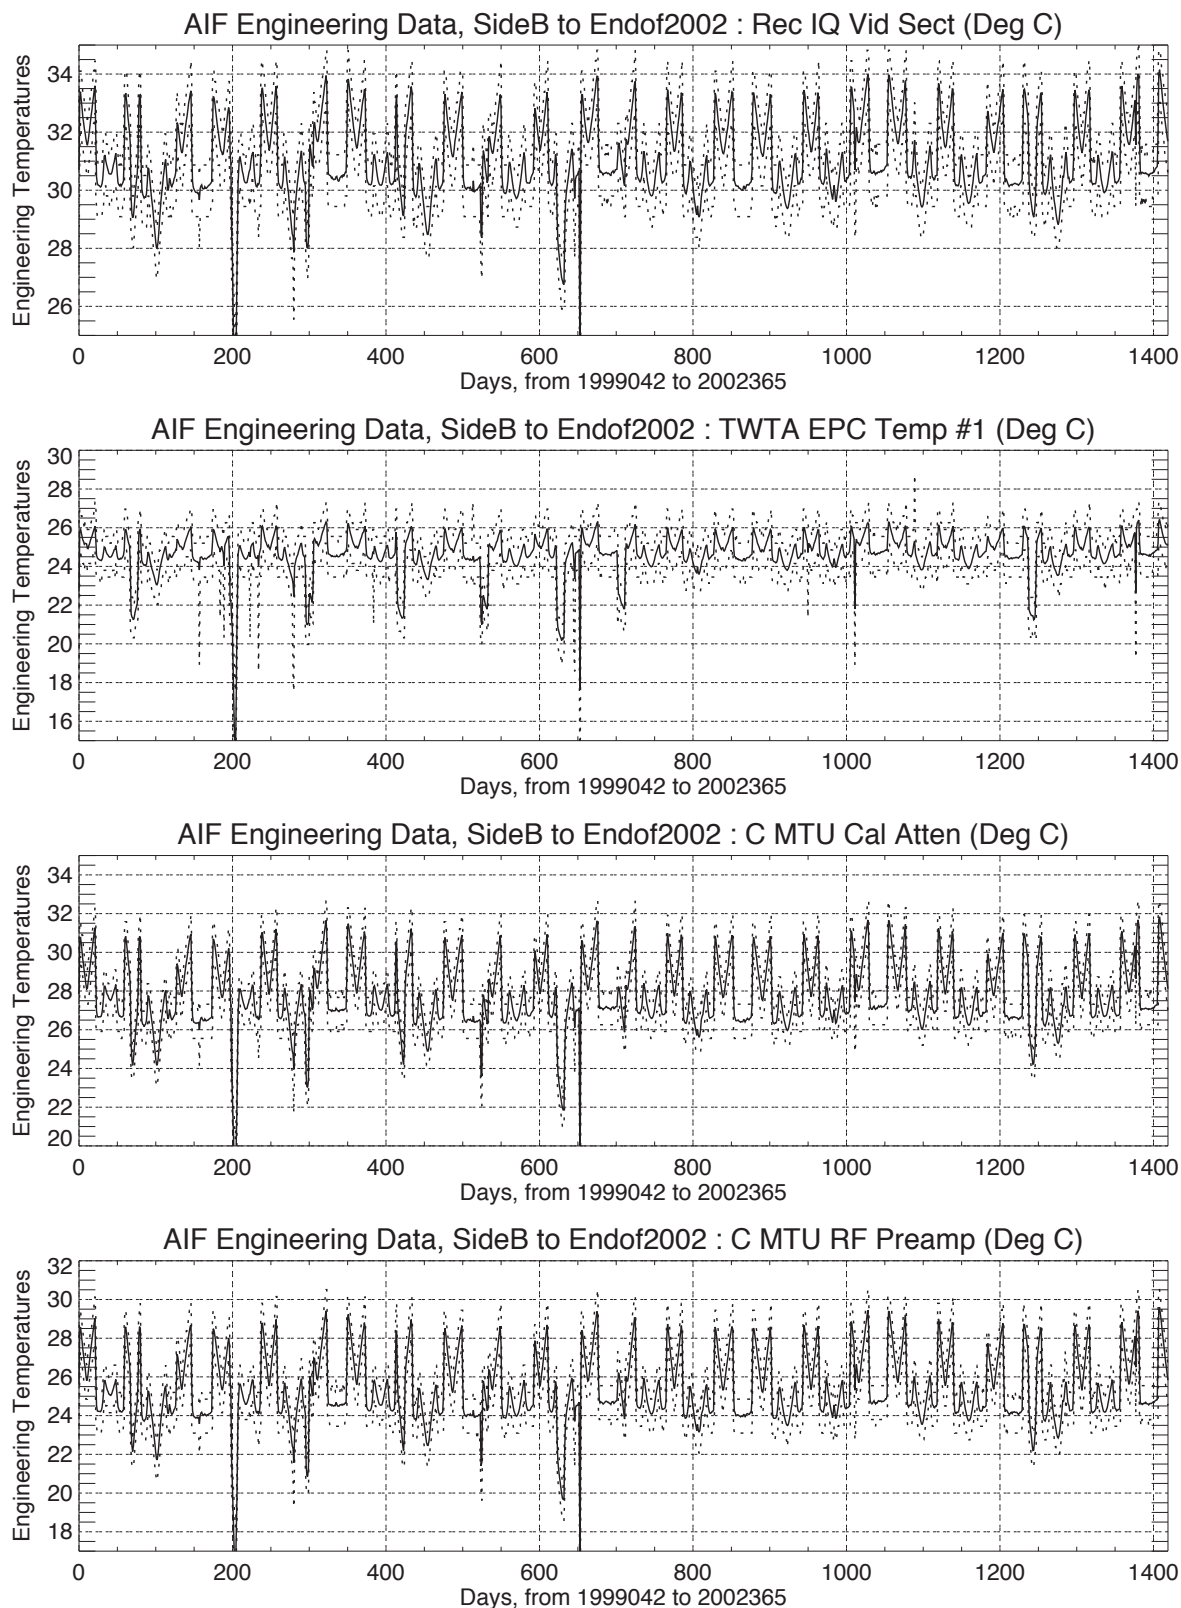 AIF Engineering Data, SideB to Endof2002 : Rec IQ Vid Sect (Deg C)
Engineering Temperatures
34
32
30
28
26
0 200 400 600 800 1000 1200 1400
Days, from 1999042 to 2002365
AIF Engineering Data, SideB to Endof2002 : TWTA EPC Temp #1 (Deg C)
Engineering Temperatures
30
28
26
24
22
20
18
16
0 200 400 600 800 1000 1200 1400
Days, from 1999042 to 2002365
AIF Engineering Data, SideB to Endof2002 : C MTU Cal Atten (Deg C)
Engineering Temperatures
34
32
30
28
26
24
22
20
0 200 400 600 800 1000 1200 1400
Days, from 1999042 to 2002365
AIF Engineering Data, SideB to Endof2002 : C MTU RF Preamp (Deg C)
Engineering Temperatures
32
30
28
26
24
22
20
18
0 200 400 600 800 1000 1200 1400
Days, from 1999042 to 2002365